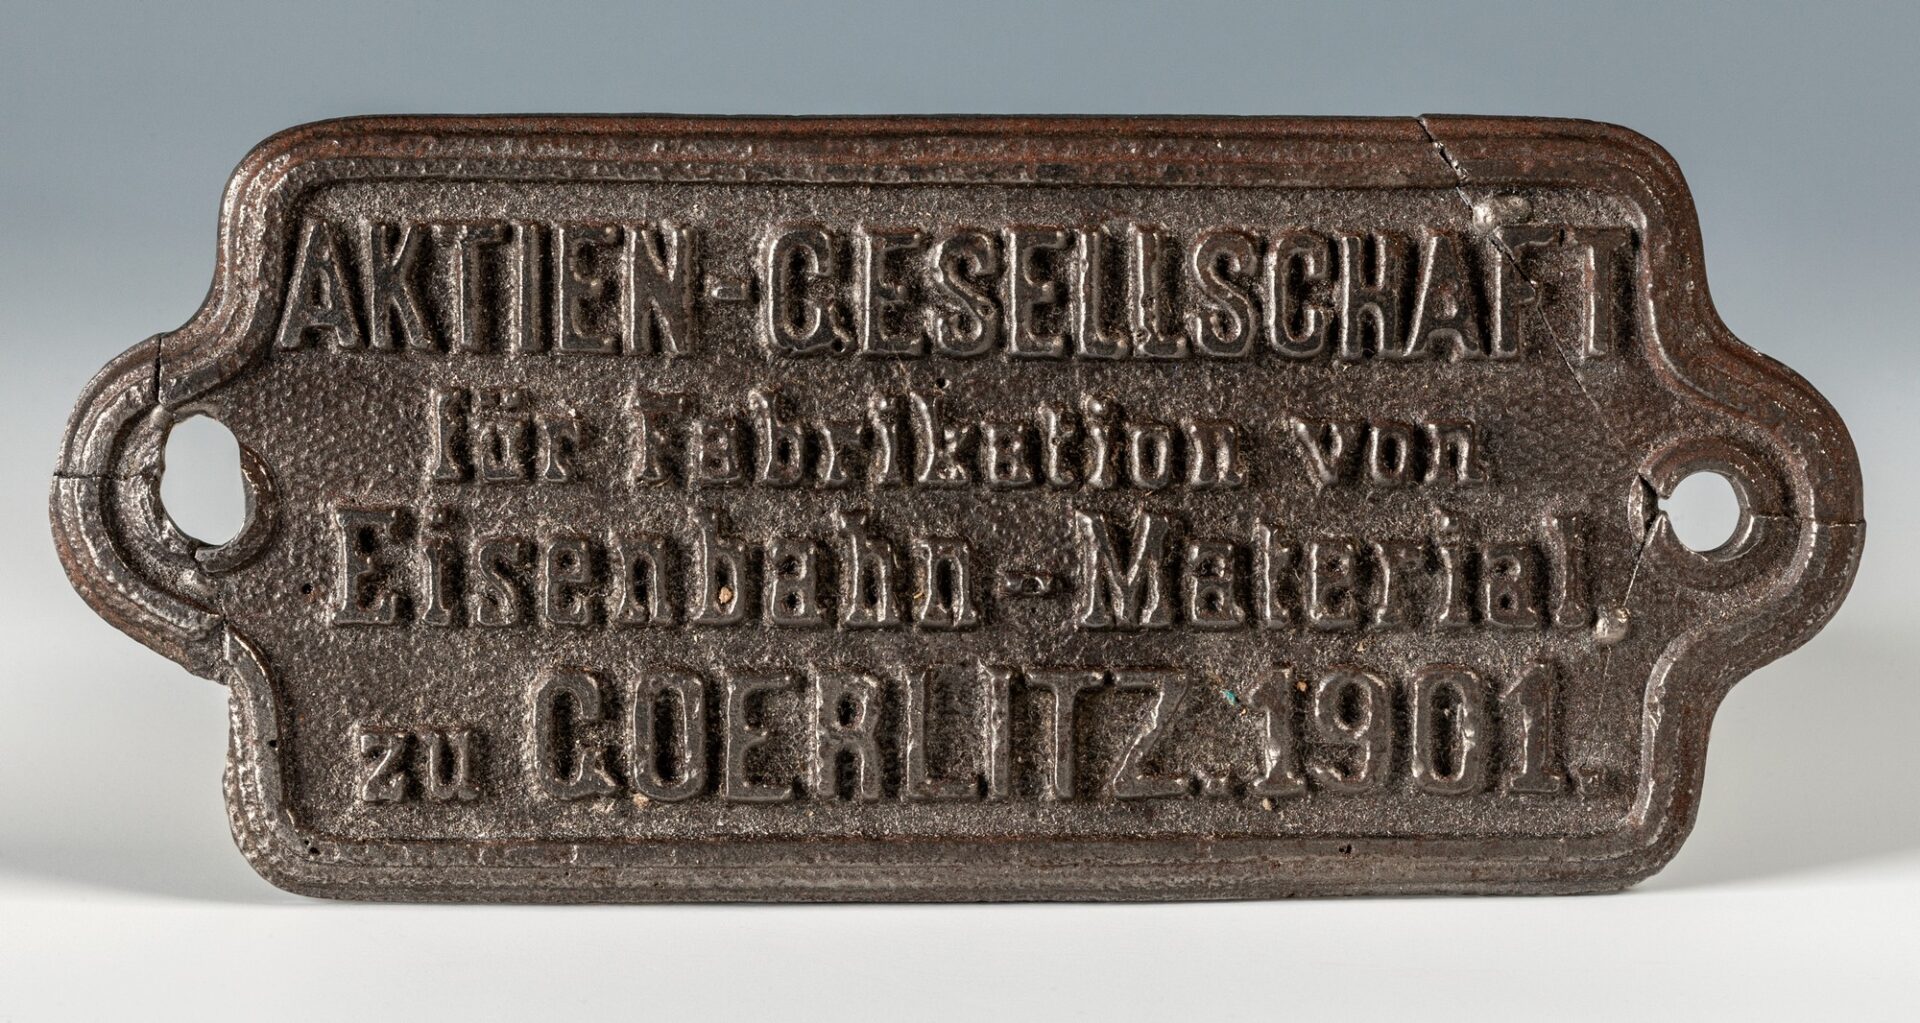 AKTIEN-GESELLSCHAFT
für Fabrikation von
Eisenbahn-Material
zu GOERLITZ. 1901.